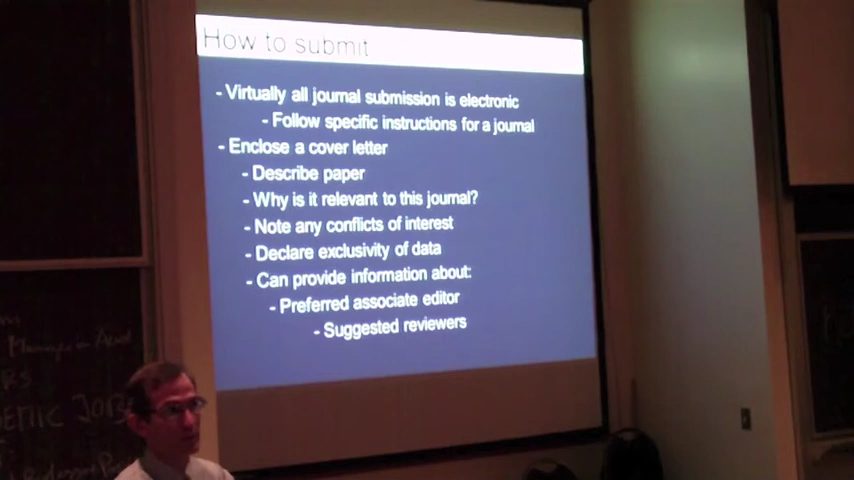 How to submit
- Virtually all journal submission is electronic
- Follow specific instructions for a journal
- Enclose a cover letter
- Describe paper
- Why is it relevant to this journal?
- Note any conflicts of interest
- Declare exclusivity of data
- Can provide information about:
- Preferred associate editor
- Suggested reviewers